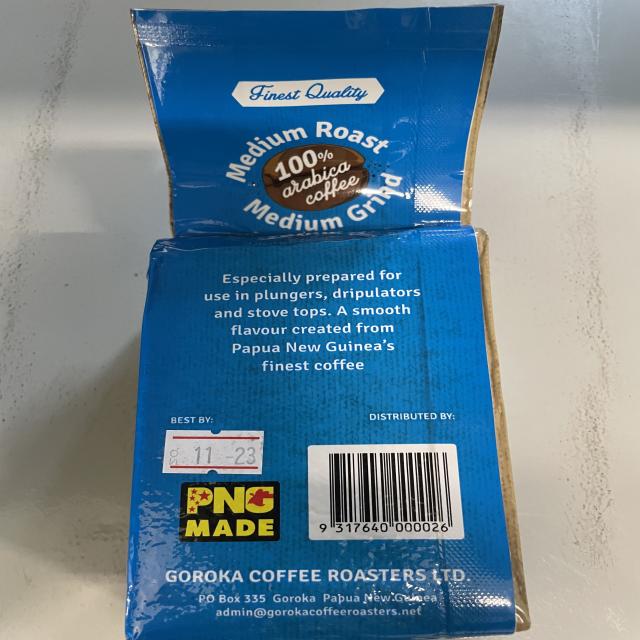 Finest Quality
Medium Roast
100%
arabica
coffee
Medium Grind
Especially prepared for
use in plungers, dripulators
and stove tops. A smooth
flavour created from
Papua New Guinea's
finest coffee
BEST BY:
DISTRIBUTED BY:
11 -23
PNG
MADE
9 317640 000026
GOROKA COFFEE ROASTERS LTD.
PO Box 335 Goroka Papua New Guinea
admin@gorokacoffeeroasters.net